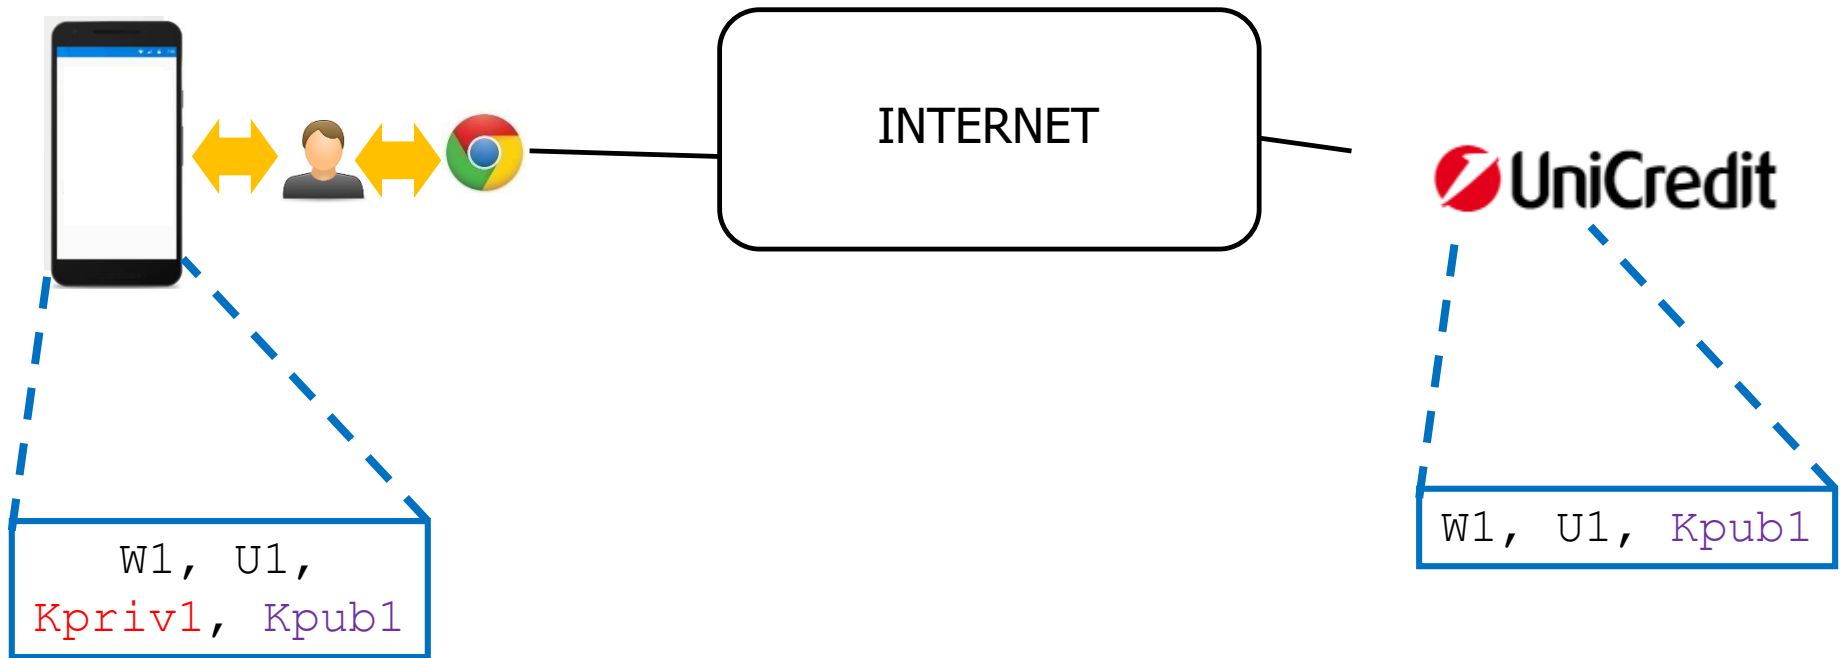 INTERNET
UniCredit
W1, U1, Kpub1
W1, U1,
Kpriv1, Kpub1